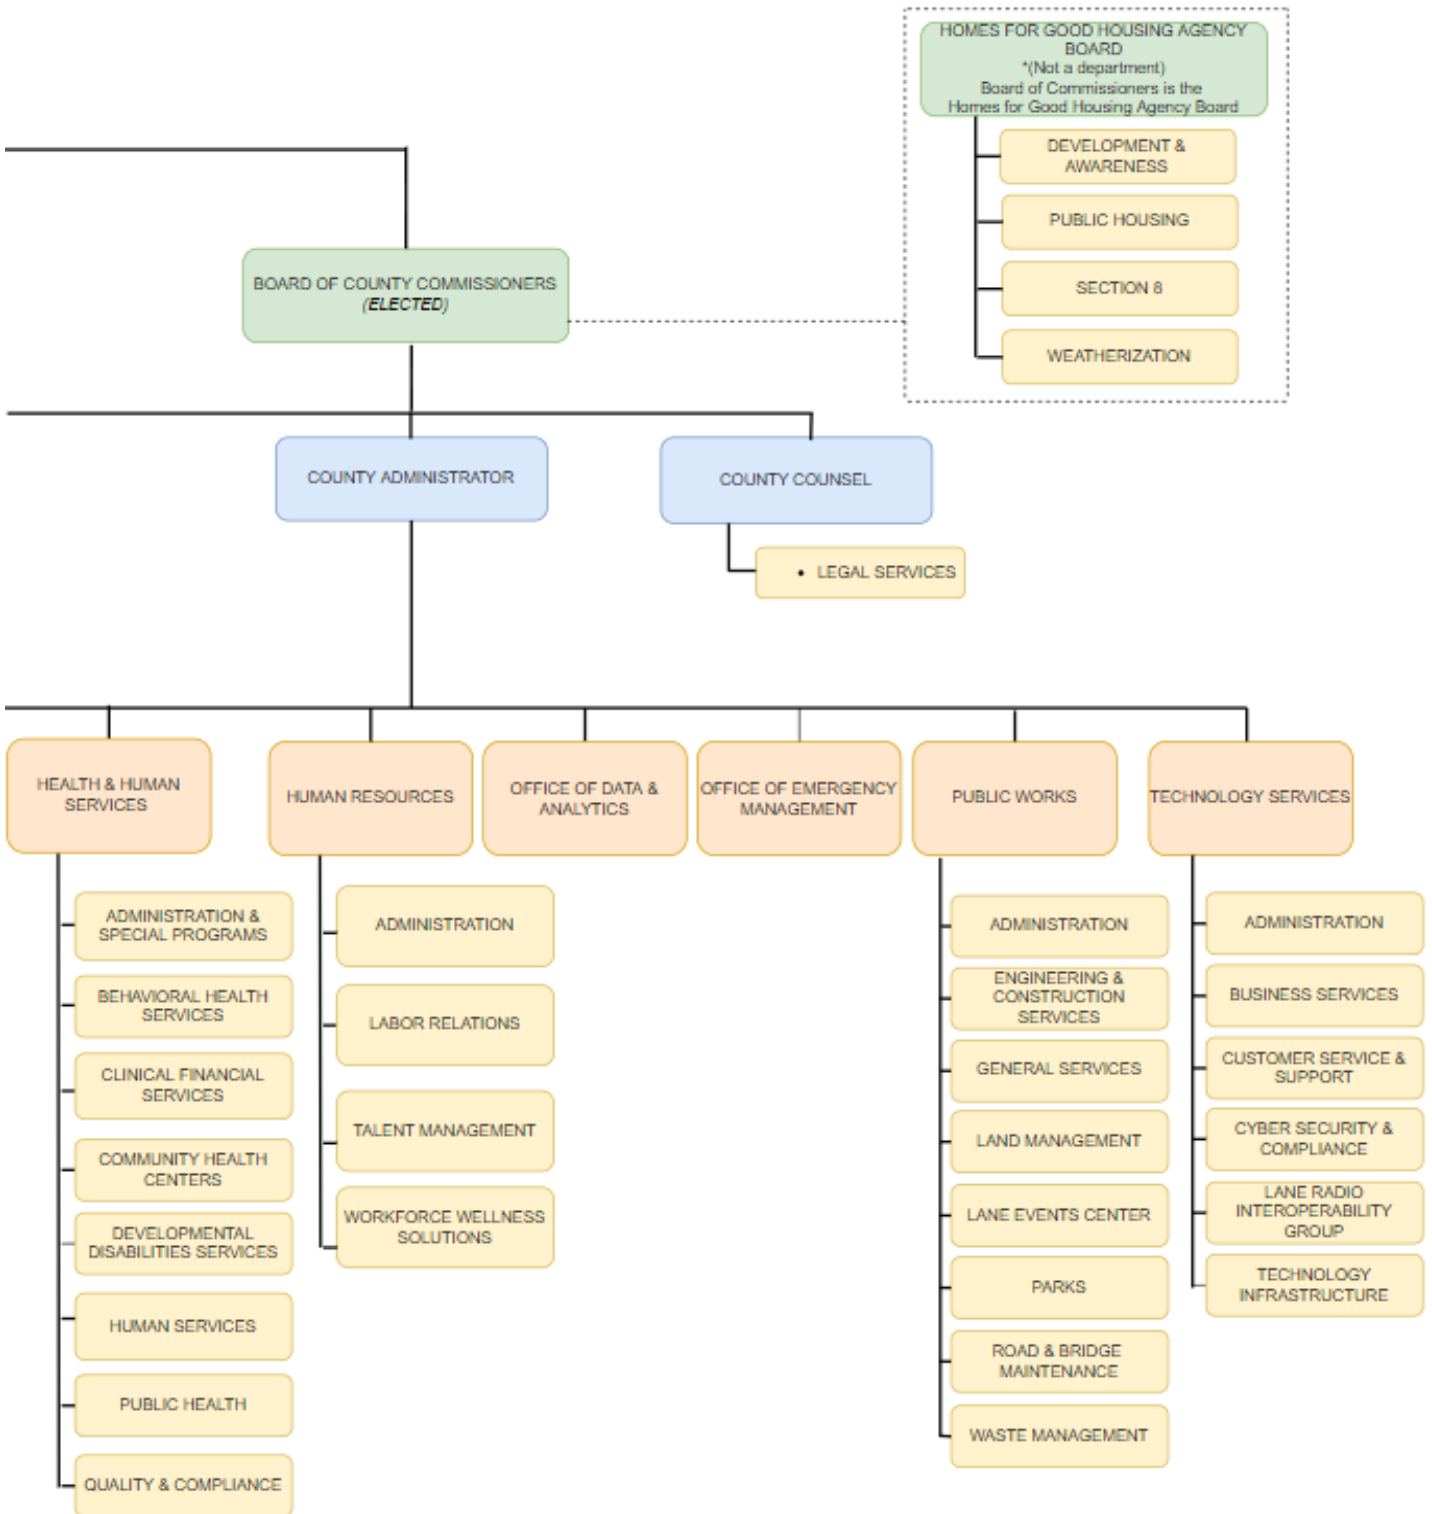 HOMES FOR GOOD HOUSING AGENCY
BOARD
*(Not a department)
Board of Commissioners is the
Homes for Good Housing Agency Board
DEVELOPMENT &
AWARENESS
PUBLIC HOUSING
SECTION 8
WEATHERIZATION
BOARD OF COUNTY COMMISSIONERS
(ELECTED)
COUNTY ADMINISTRATOR
COUNTY COUNSEL
• LEGAL SERVICES
HEALTH & HUMAN
SERVICES
ADMINISTRATION &
SPECIAL PROGRAMS
BEHAVIORAL HEALTH
SERVICES
CLINICAL FINANCIAL
SERVICES
COMMUNITY HEALTH
CENTERS
DEVELOPMENTAL
DISABILITIES SERVICES
HUMAN SERVICES
PUBLIC HEALTH
QUALITY & COMPLIANCE
HUMAN RESOURCES
ADMINISTRATION
LABOR RELATIONS
TALENT MANAGEMENT
WORKFORCE WELLNESS
SOLUTIONS
OFFICE OF DATA &
ANALYTICS
OFFICE OF EMERGENCY
MANAGEMENT
PUBLIC WORKS
ADMINISTRATION
ENGINEERING &
CONSTRUCTION
SERVICES
GENERAL SERVICES
LAND MANAGEMENT
LANE EVENTS CENTER
PARKS
ROAD & BRIDGE
MAINTENANCE
WASTE MANAGEMENT
TECHNOLOGY SERVICES
ADMINISTRATION
BUSINESS SERVICES
CUSTOMER SERVICE &
SUPPORT
CYBER SECURITY &
COMPLIANCE
LANE RADIO
INTEROPERABILITY
GROUP
TECHNOLOGY
INFRASTRUCTURE